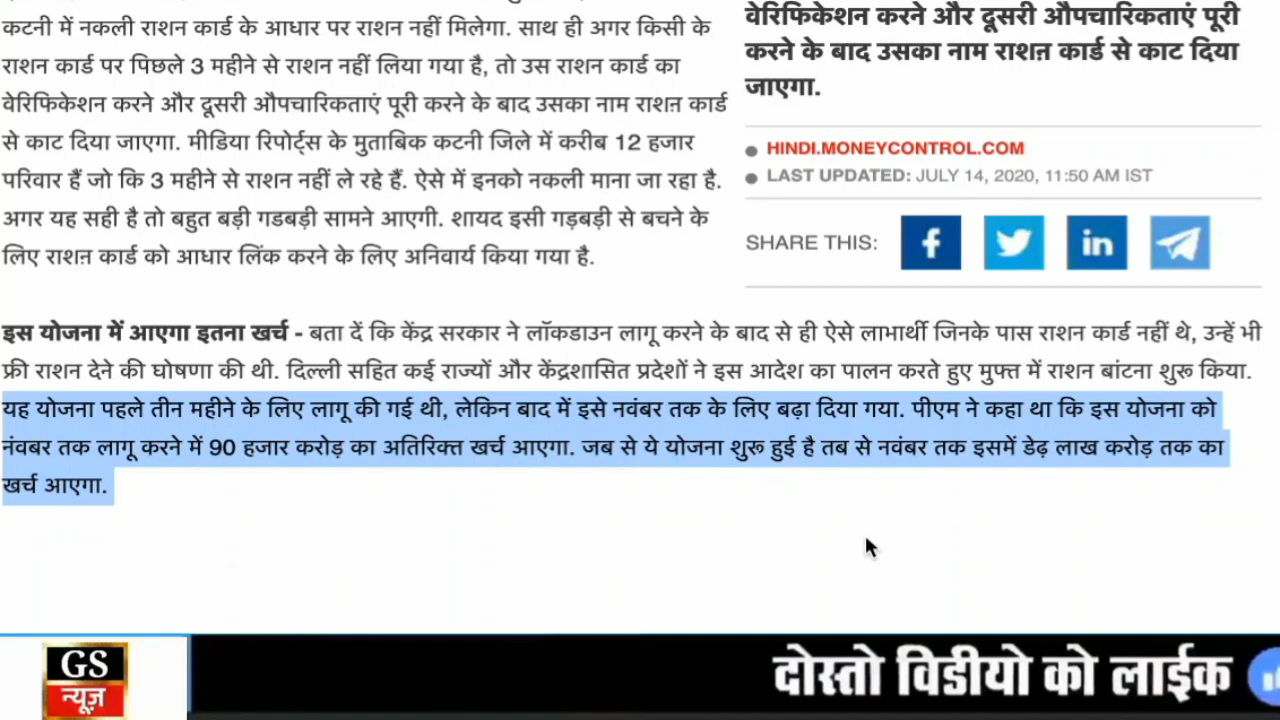 कटनी में नकली राशन कार्ड के आधार पर राशन नहीं मिलेगा. साथ ही अगर किसी के
राशन कार्ड पर पिछले 3 महीने से राशन नहीं लिया गया है, तो उस राशन कार्ड का
वेरिफिकेशन करने और दूसरी औपचारिकताएं पूरी करने के बाद उसका नाम राशऩ कार्ड
से काट दिया जाएगा. मीडिया रिपोर्ट्स के मुताबिक कटनी जिले में करीब 12 हजार
परिवार हैं जो कि 3 महीने से राशन नहीं ले रहे हैं. ऐसे में इनको नकली माना जा रहा है.
अगर यह सही है तो बहुत बड़ी गडबड़ी सामने आएगी. शायद इसी गड़बड़ी से बचने के
लिए राशऩ कार्ड को आधार लिंक करने के लिए अनिवार्य किया गया है.
वेरिफिकेशन करने और दूसरी औपचारिकताएं पूरी
करने के बाद उसका नाम राशऩ कार्ड से काट दिया
जाएगा.
HINDI.MONEYCONTROL.COM
LAST UPDATED: JULY 14, 2020, 11:50 AM IST
SHARE THIS:
इस योजना में आएगा इतना खर्च - बता दें कि केंद्र सरकार ने लॉकडाउन लागू करने के बाद से ही ऐसे लाभार्थी जिनके पास राशन कार्ड नहीं थे, उन्हें भी
फ्री राशन देने की घोषणा की थी. दिल्ली सहित कई राज्यों और केंद्रशासित प्रदेशों ने इस आदेश का पालन करते हुए मुफ्त में राशन बांटना शुरू किया.
यह योजना पहले तीन महीने के लिए लागू की गई थी, लेकिन बाद में इसे नवंबर तक के लिए बढ़ा दिया गया. पीएम ने कहा था कि इस योजना को
नंवबर तक लागू करने में 90 हजार करोड़ का अतिरिक्त खर्च आएगा. जब से ये योजना शुरू हुई है तब से नवंबर तक इसमें डेढ़ लाख करोड़ तक का
खर्च आएगा.
GS
न्यूज़
दोस्तो विडीयो को लाईक